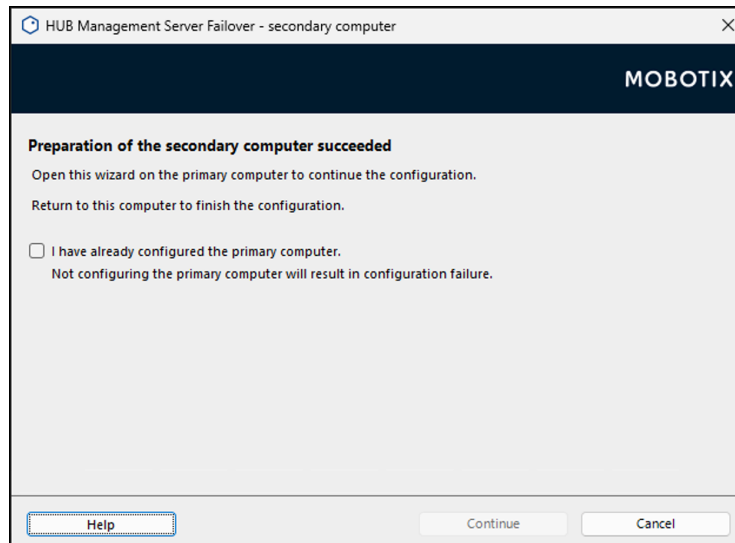 HUB Management Server Failover - secondary computer
MOBOTIX
Preparation of the secondary computer succeeded
Open this wizard on the primary computer to continue the configuration.
Return to this computer to finish the configuration.
I have already configured the primary computer.
Not configuring the primary computer will result in configuration failure.
Help
Continue
Cancel